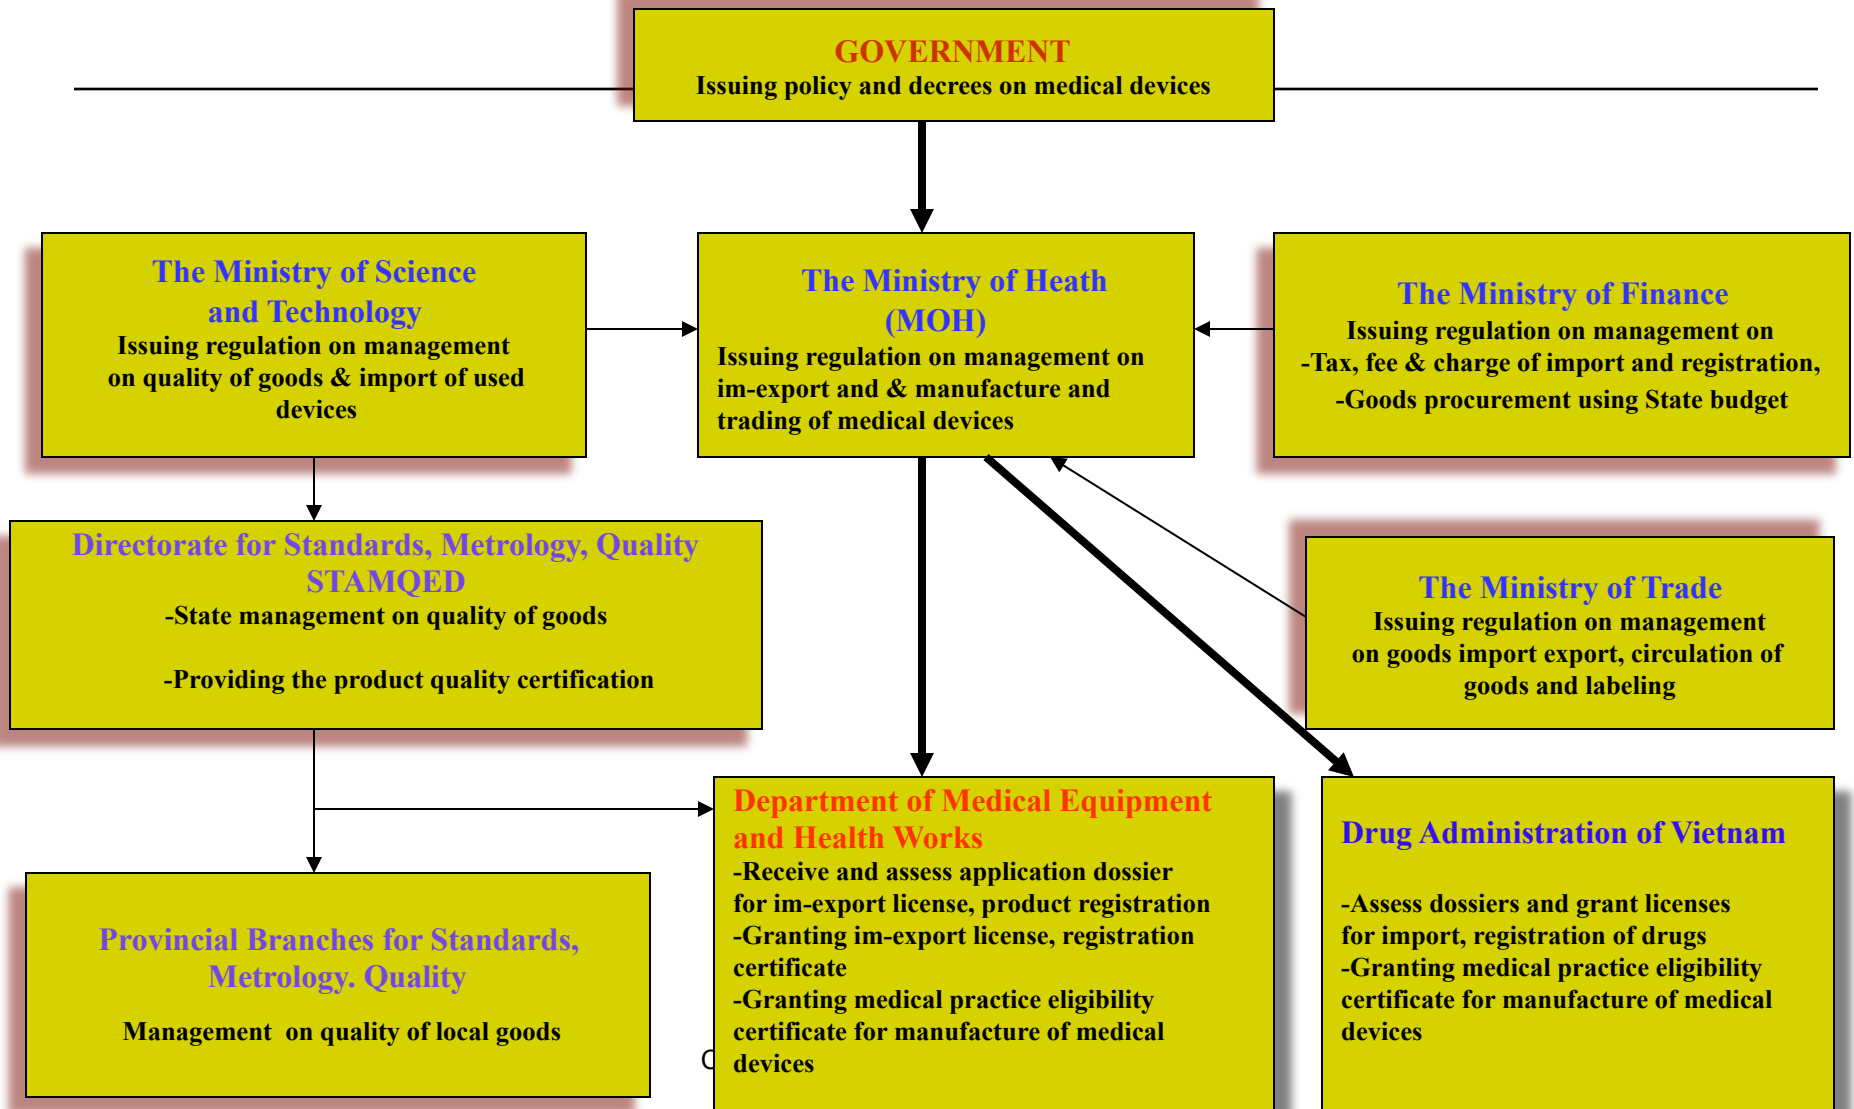 GOVERNMENT
Issuing policy and decrees on medical devices
The Ministry of Science
and Technology
Issuing regulation on management
on quality of goods & import of used
devices
The Ministry of Heath
(MOH)
Issuing regulation on management on
im-export and & manufacture and
trading of medical devices
The Ministry of Finance
Issuing regulation on management on
-Tax, fee & charge of import and registration,
-Goods procurement using State budget
Directorate for Standards, Metrology, Quality
STAMQED
-State management on quality of goods
-Providing the product quality certification
The Ministry of Trade
Issuing regulation on management
on goods import export, circulation of
goods and labeling
Provincial Branches for Standards,
Metrology. Quality
Management on quality of local goods
Department of Medical Equipment
and Health Works
-Receive and assess application dossier
for im-export license, product registration
-Granting im-export license, registration
certificate
-Granting medical practice eligibility
certificate for manufacture of medical
devices
Drug Administration of Vietnam
-Assess dossiers and grant licenses
for import, registration of drugs
-Granting medical practice eligibility
certificate for manufacture of medical
devices